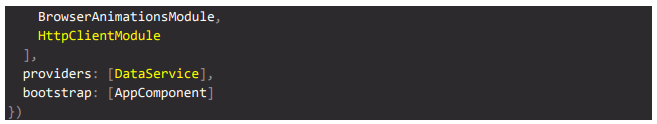 BrowserAnimationsModule,
HttpClientModule
],
providers: [DataService],
bootstrap: [AppComponent]
})